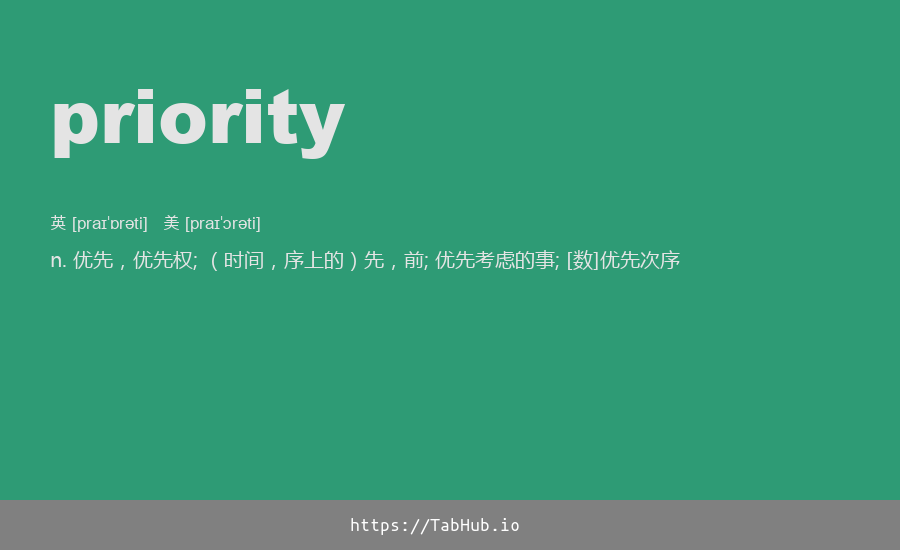 priority
英 [praɪˈɒrəti] 美 [praɪˈɔrəti]
n. 优先，优先权; （时间，序上的）先，前; 优先考虑的事; [数]优先次序
https://TabHub.io